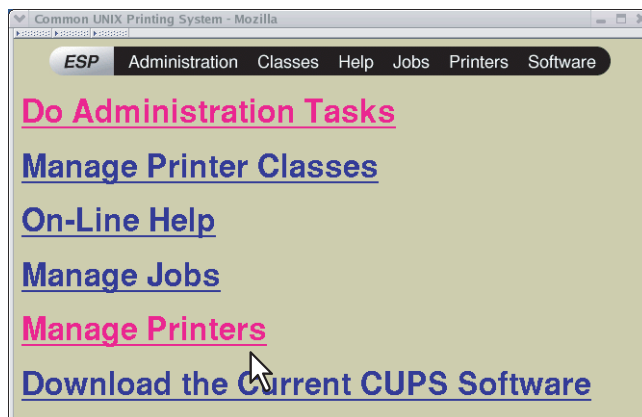 Common UNIX Printing System - Mozilla
ESP Administration Classes Help Jobs Printers Software
Do Administration Tasks
Manage Printer Classes
On-Line Help
Manage Jobs
Manage Printers
Download the Current CUPS Software